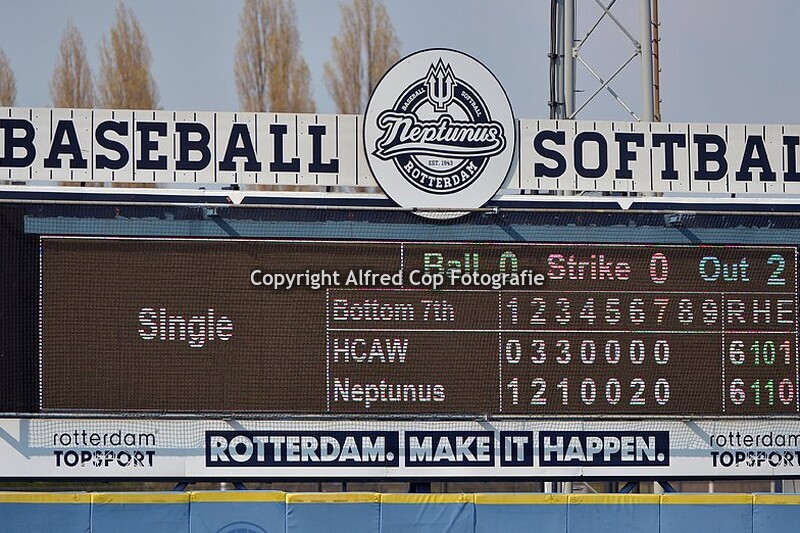 BASEBALL
BASEBALL SOFTBALL
Neptunus
EST. 1943
ROTTERDAM
SOFTBAL
Copyright Alfred Cop Fotografie
Ball 0 Strike 0 Out 2
Single
Bottom 7th 1 2 3 4 5 6 7 8 9 R H E
HCAW 0 3 3 0 0 0 0 6 10 1
Neptunus 1 2 1 0 0 2 0 6 11 0
rotterdam
TOPSPORT
ROTTERDAM. MAKE IT HAPPEN.
rotterdam
TOPSPORT